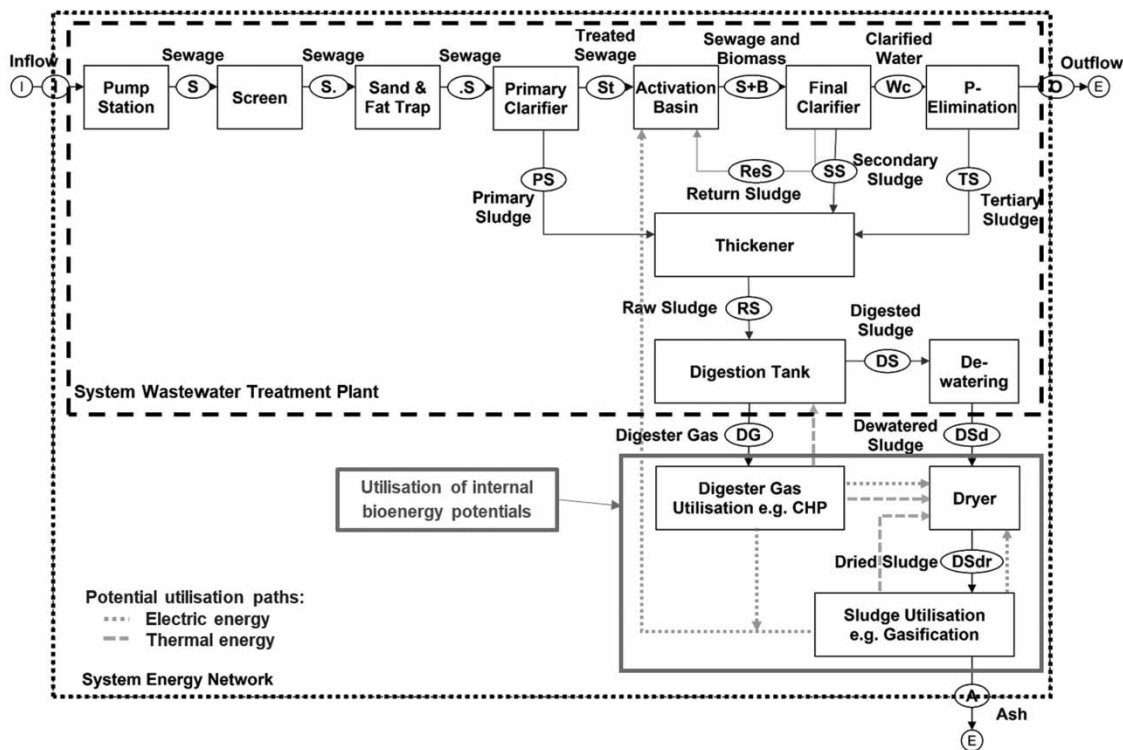 Inflow
I
I
Pump
Station
Sewage
S
Screen
Sewage
S.
Sand &
Fat Trap
Sewage
.S
Primary
Clarifier
Treated
Sewage
St
Activation
Basin
Sewage and
Biomass
S+B
Final
Clarifier
Clarified
Water
Wc
P-
Elimination
O
Outflow
E
PS
Primary
Sludge
ReS
Return Sludge
SS
Secondary
Sludge
TS
Tertiary
Sludge
Thickener
Raw Sludge
RS
Digestion Tank
Digested
Sludge
DS
De-
watering
System Wastewater Treatment Plant
Digester Gas
DG
Dewatered
Sludge
DSd
Utilisation of internal
bioenergy potentials
Digester Gas
Utilisation e.g. CHP
Dryer
Dried Sludge
DSdr
Sludge Utilisation
e.g. Gasification
Potential utilisation paths:
Electric energy
Thermal energy
System Energy Network
A
Ash
E